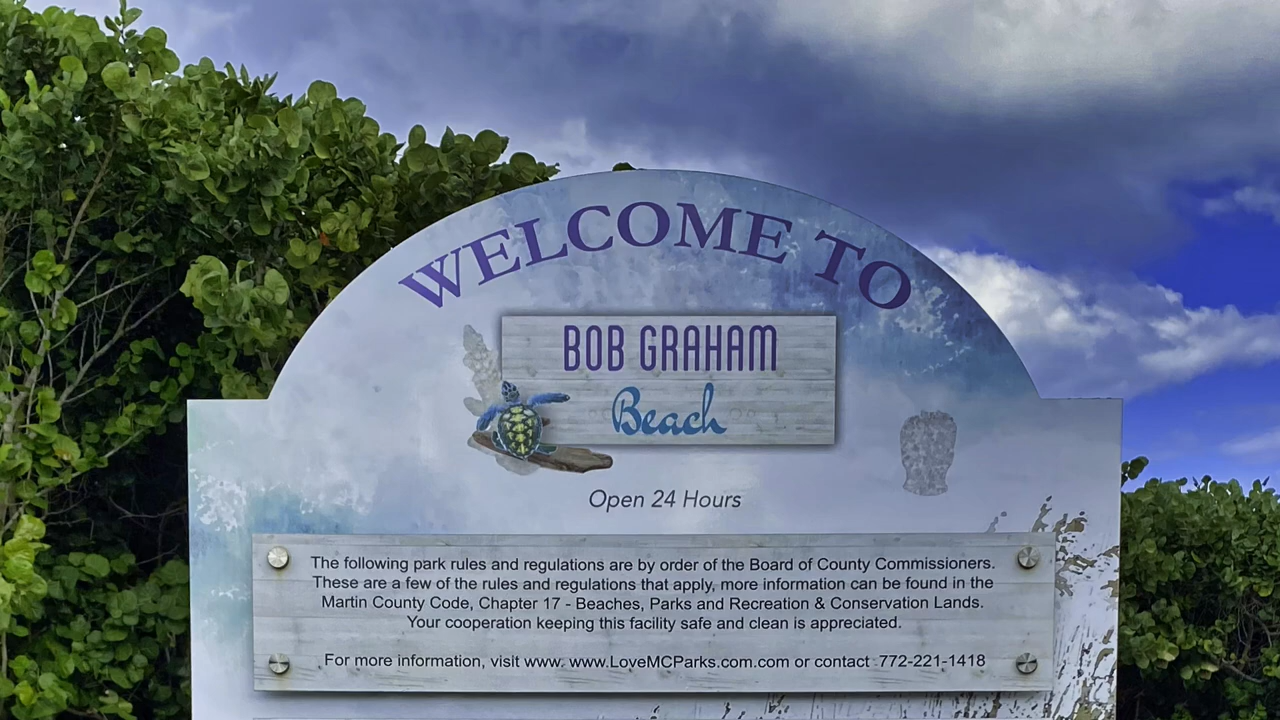 WELCOME TO
BOB GRAHAM
Beach
Open 24 Hours
The following park rules and regulations are by order of the Board of County Commissioners.
These are a few of the rules and regulations that apply, more information can be found in the
Martin County Code, Chapter 17 - Beaches, Parks and Recreation & Conservation Lands.
Your cooperation keeping this facility safe and clean is appreciated.
For more information, visit www. www.LoveMCParks.com.com or contact 772-221-1418